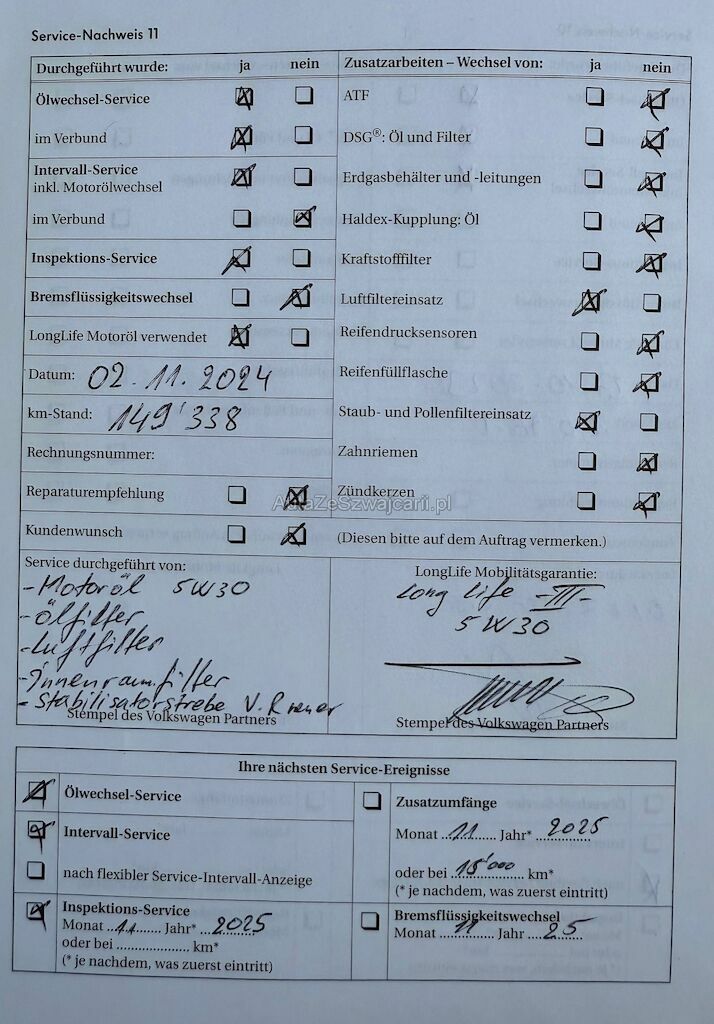 Service-Nachweis 11
Durchgeführt wurde: ja nein
Ölwechsel-Service
im Verbund
Intervall-Service
inkl. Motorölwechsel
im Verbund
Inspektions-Service
Bremsflüssigkeitswechsel
LongLife Motoröl verwendet
Datum: 02.11.2024
km-Stand: 149'338
Rechnungsnummer:
Reparaturempfehlung
Kundenwunsch
Zusatzarbeiten – Wechsel von: ja nein
ATF
DSG®: Öl und Filter
Erdgasbehälter und -leitungen
Haldex-Kupplung: Öl
Kraftstofffilter
Luftfiltereinsatz
Reifendrucksensoren
Reifenfüllflasche
Staub- und Pollenfiltereinsatz
Zahnriemen
Zündkerzen
(Diesen bitte auf dem Auftrag vermerken.)
AutaZeSzwajcarii.pl
Service durchgeführt von:
- Motoröl 5W30
- Ölfilter
- Luftfilter
- Innenraumfilter
- Stabilisatorstrebe V.
Stempel des Volkswagen Partners
LongLife Mobilitätsgarantie:
Long Life -III-
5W30
Stempel des Volkswagen Partners
Ihre nächsten Service-Ereignisse
Ölwechsel-Service
Intervall-Service
nach flexibler Service-Intervall-Anzeige
Inspektions-Service
Monat 11 Jahr* 2025
oder bei .................. km*
(* je nachdem, was zuerst eintritt)
Zusatzumfänge
Monat 11 Jahr* 2025
oder bei 15'000 km*
(* je nachdem, was zuerst eintritt)
Bremsflüssigkeitswechsel
Monat 11 Jahr 25